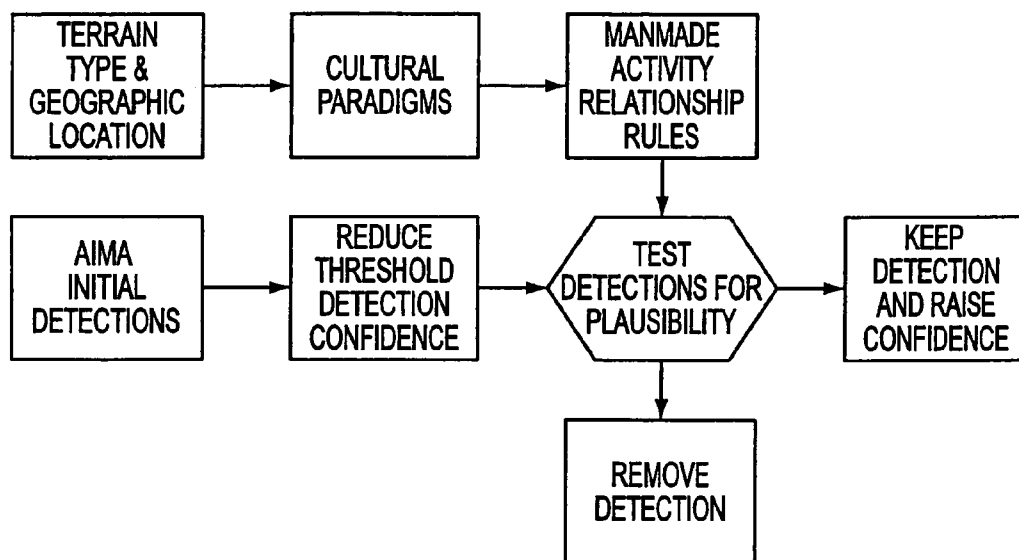 TERRAIN
TYPE &
GEOGRAPHIC
LOCATION
CULTURAL
PARADIGMS
MANMADE
ACTIVITY
RELATIONSHIP
RULES
AIMA
INITIAL
DETECTIONS
REDUCE
THRESHOLD
DETECTION
CONFIDENCE
TEST
DETECTIONS FOR
PLAUSIBILITY
KEEP
DETECTION
AND RAISE
CONFIDENCE
REMOVE
DETECTION